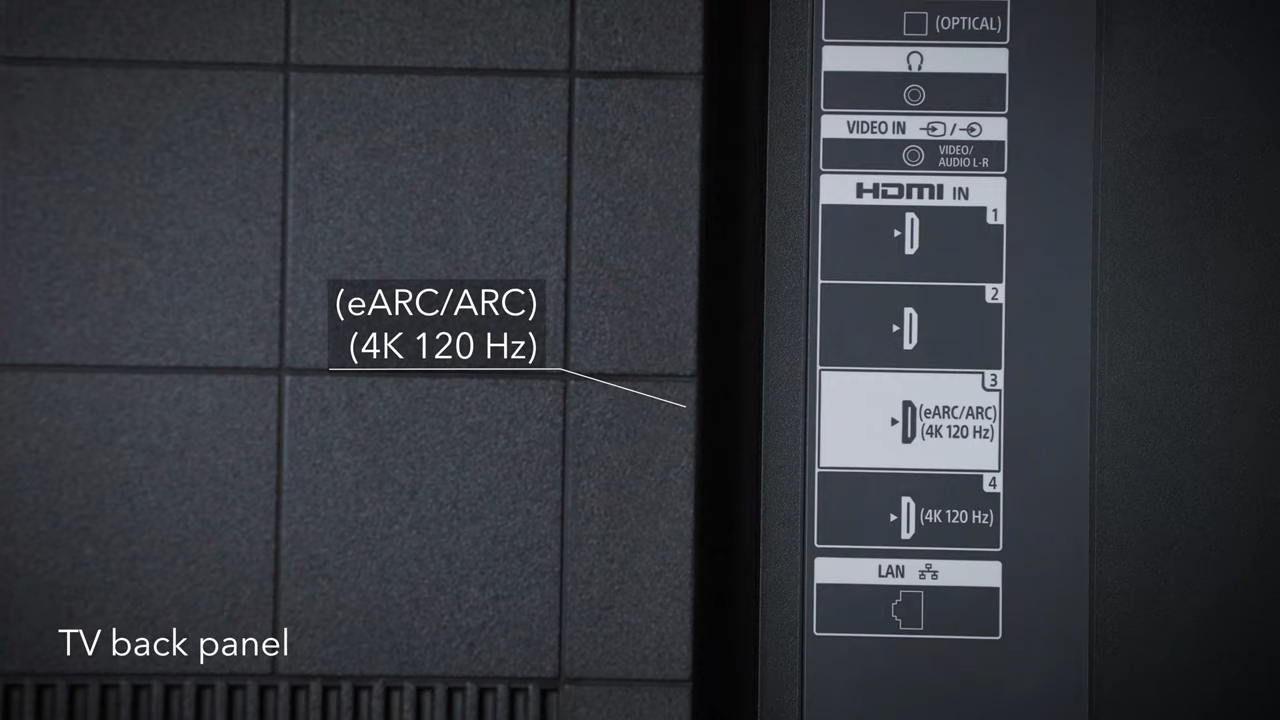 (OPTICAL)
VIDEO IN
VIDEO/
AUDIO L-R
HDMI IN
1
2
(eARC/ARC)
(4K 120 Hz)
3
(eARC/ARC)
(4K 120 Hz)
4
(4K 120 Hz)
LAN
TV back panel